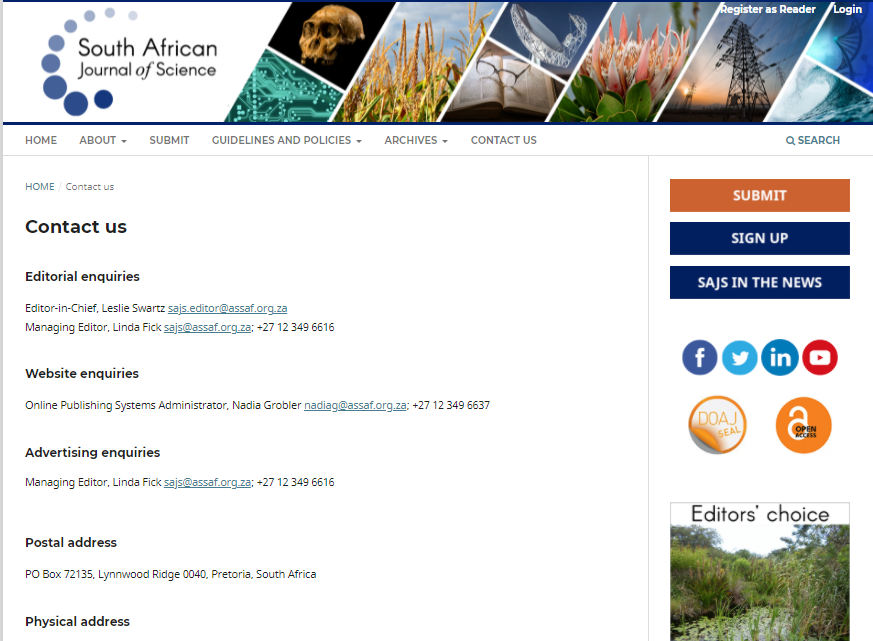 Register as Reader Login
South African
Journal of Science
HOME ABOUT SUBMIT GUIDELINES AND POLICIES ARCHIVES CONTACT US SEARCH
HOME / Contact us
Contact us
Editorial enquiries
Editor-in-Chief, Leslie Swartz sajs.editor@assaf.org.za
Managing Editor, Linda Fick sajs@assaf.org.za; +27 12 349 6616
Website enquiries
Online Publishing Systems Administrator, Nadia Grobler nadiag@assaf.org.za; +27 12 349 6637
Advertising enquiries
Managing Editor, Linda Fick sajs@assaf.org.za; +27 12 349 6616
Postal address
PO Box 72135, Lynnwood Ridge 0040, Pretoria, South Africa
Physical address
SUBMIT
SIGN UP
SAJS IN THE NEWS
f in
DOAJ
SEAL
OPEN
ACCESS
Editors' choice